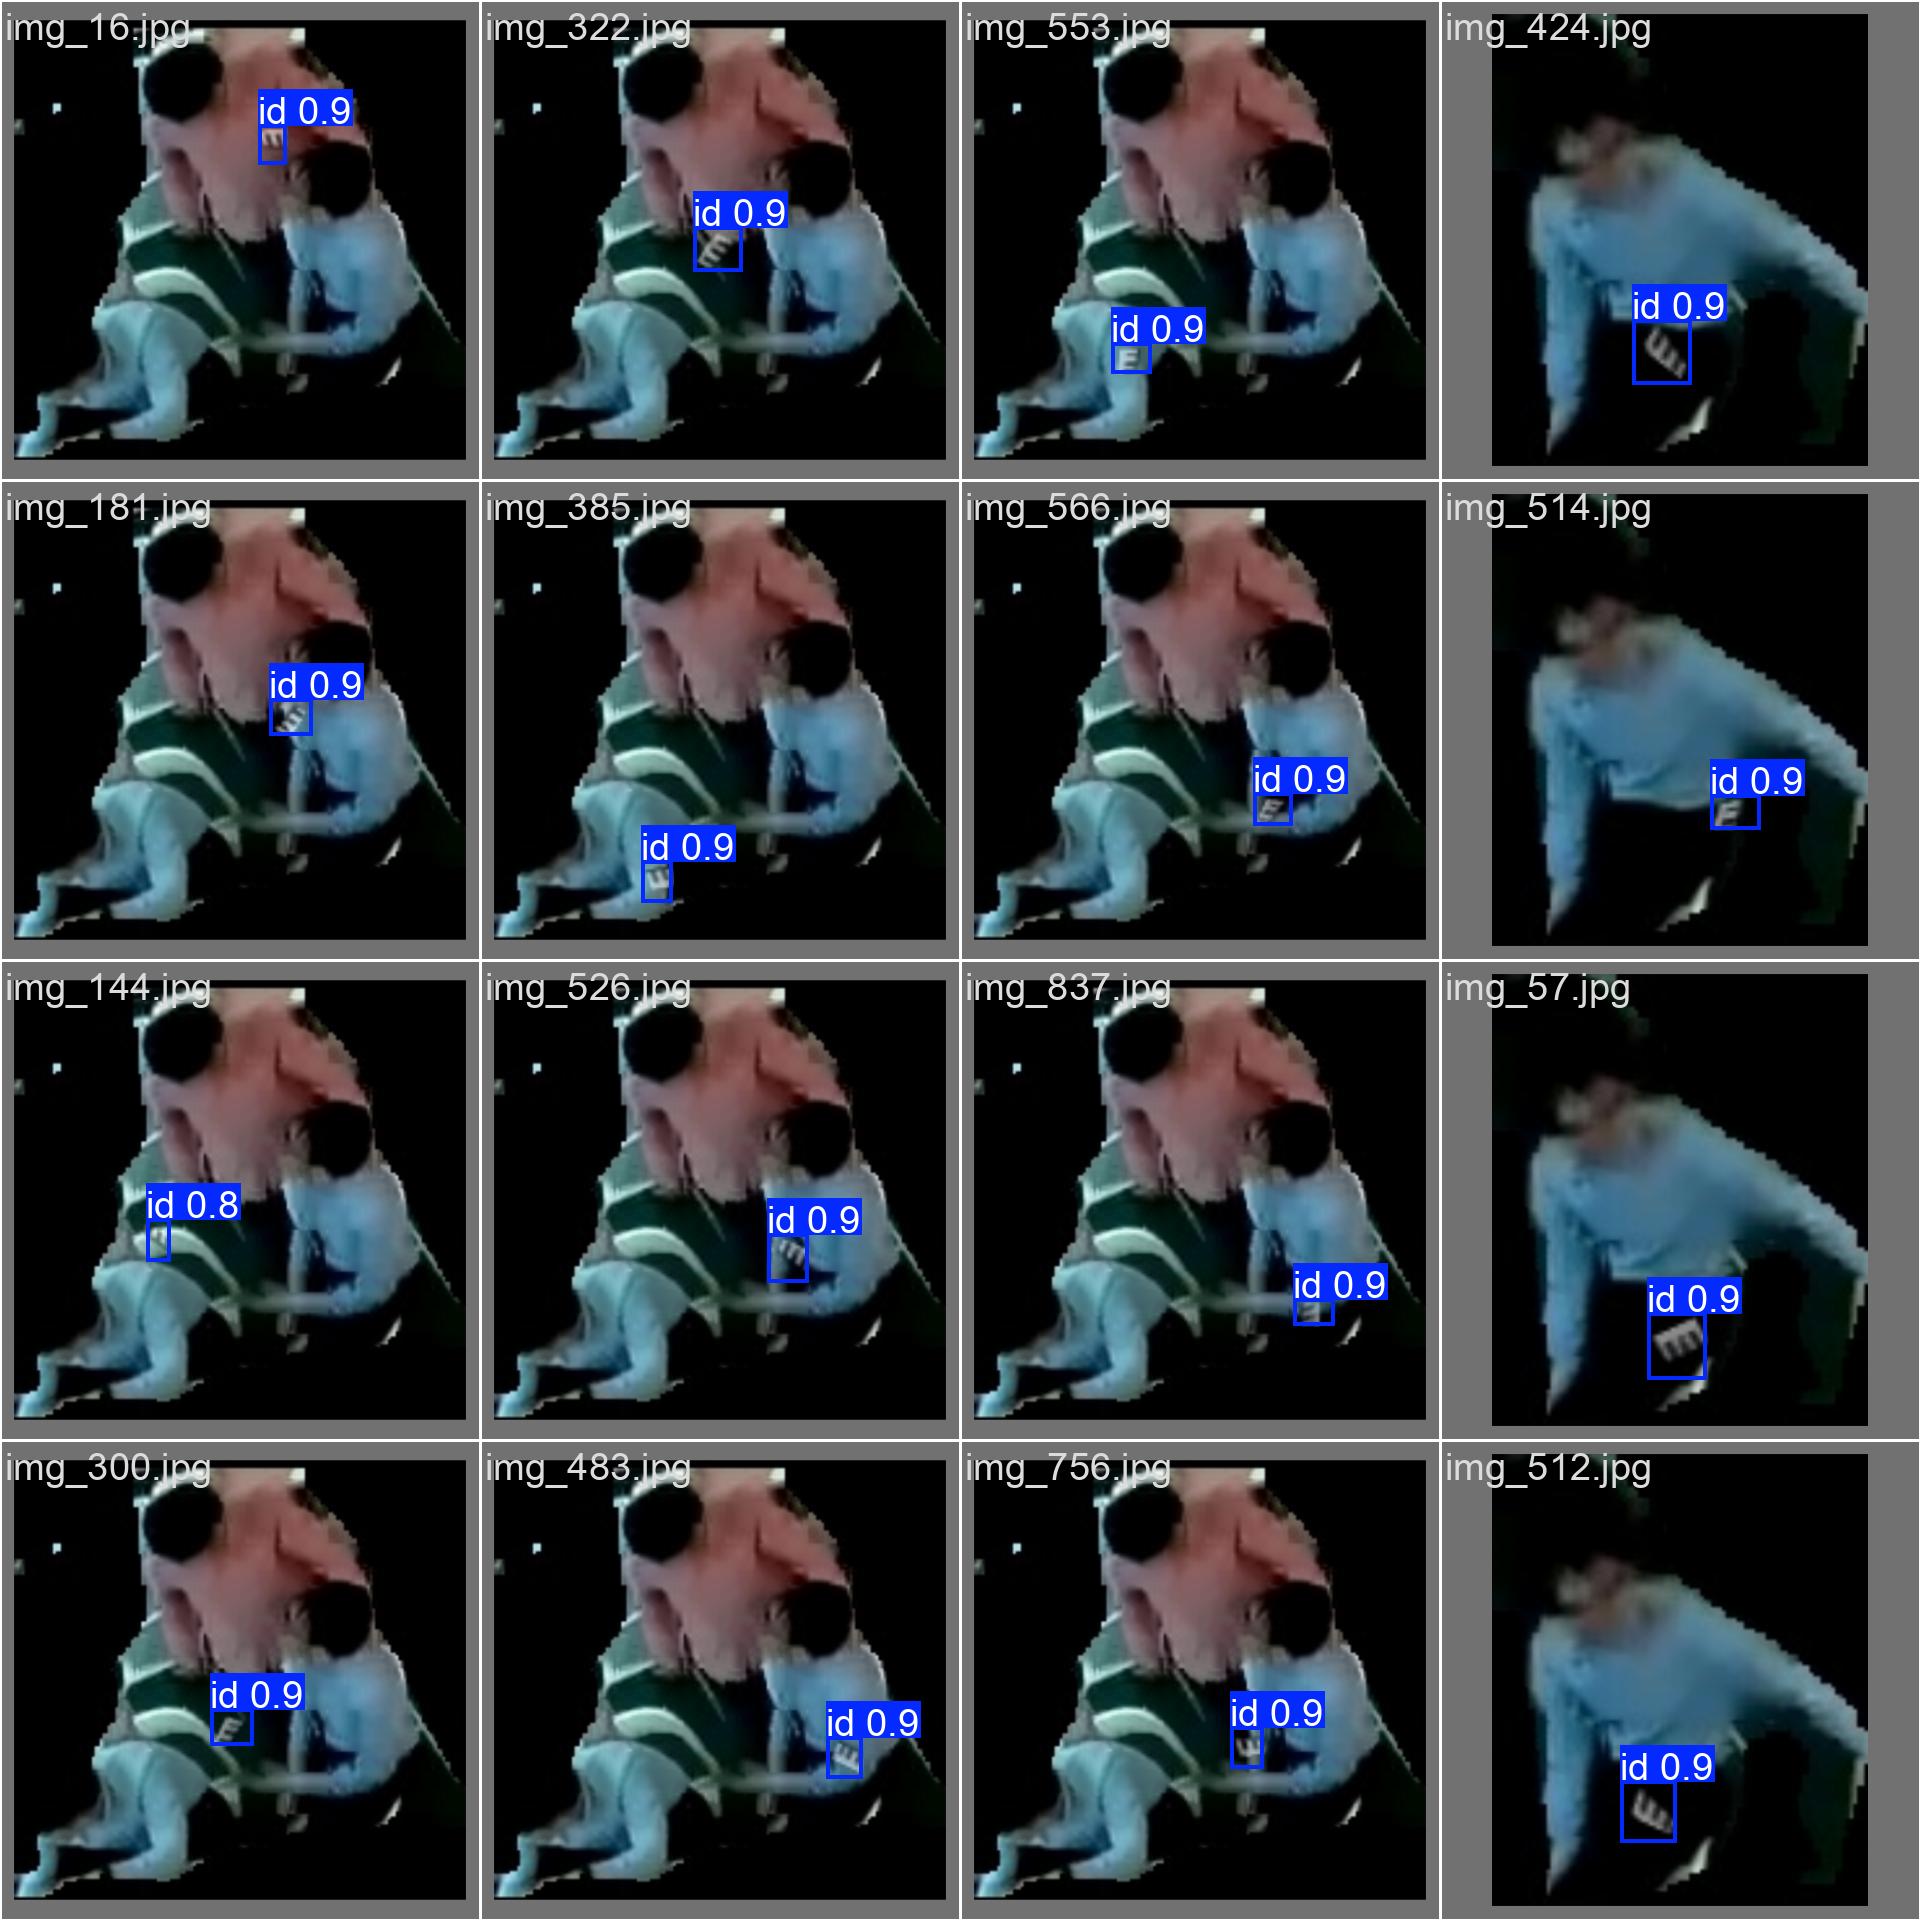 img_16.jpg img_322.jpg img_553.jpg img_424.jpg
id 0.9
E
id 0.9
E
id 0.9
E
id 0.9
E
img_181.jpg img_385.jpg img_566.jpg img_514.jpg
id 0.9
E
id 0.9
E
id 0.9
E
id 0.9
E
img_144.jpg img_526.jpg img_837.jpg img_57.jpg
id 0.8
id 0.9
E
id 0.9
E
id 0.9
E
img_300.jpg img_483.jpg img_756.jpg img_512.jpg
id 0.9
E
id 0.9
E
id 0.9
E
id 0.9
E